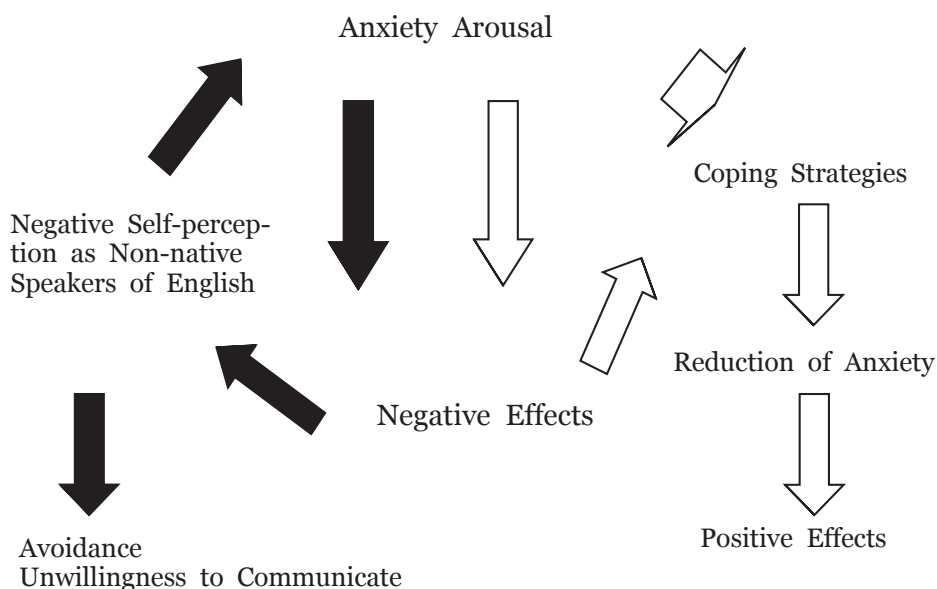 Anxiety Arousal
Coping Strategies
Negative Self-percep-
tion as Non-native
Speakers of English
Reduction of Anxiety
Negative Effects
Positive Effects
Avoidance
Unwillingness to Communicate